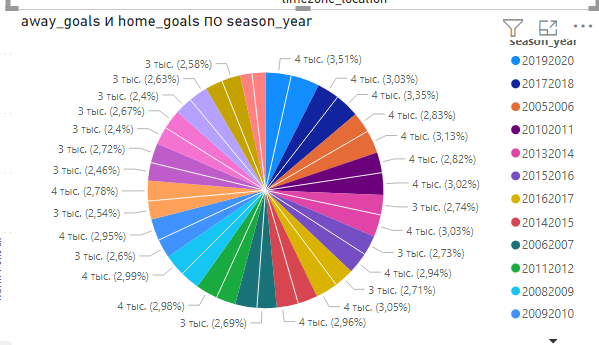 timezone_location
away_goals И home_goals ПО season_year
season_year
4 тыс. (3,51%)
4 тыс. (3,03%)
4 тыс. (3,35%)
4 тыс. (2,83%)
4 тыс. (3,13%)
4 тыс. (2,82%)
4 тыс. (3,02%)
3 тыс. (2,74%)
4 тыс. (3,03%)
3 тыс. (2,73%)
4 тыс. (2,94%)
3 тыс. (2,71%)
4 тыс. (3,05%)
4 тыс. (2,96%)
3 тыс. (2,69%)
4 тыс. (2,98%)
4 тыс. (2,99%)
3 тыс. (2,6%)
4 тыс. (2,95%)
3 тыс. (2,54%)
4 тыс. (2,78%)
3 тыс. (2,46%)
3 тыс. (2,72%)
3 тыс. (2,4%)
3 тыс. (2,67%)
3 тыс. (2,4%)
3 тыс. (2,63%)
3 тыс. (2,58%)
20192020
20172018
20052006
20102011
20132014
20152016
20162017
20142015
20062007
20112012
20082009
20092010